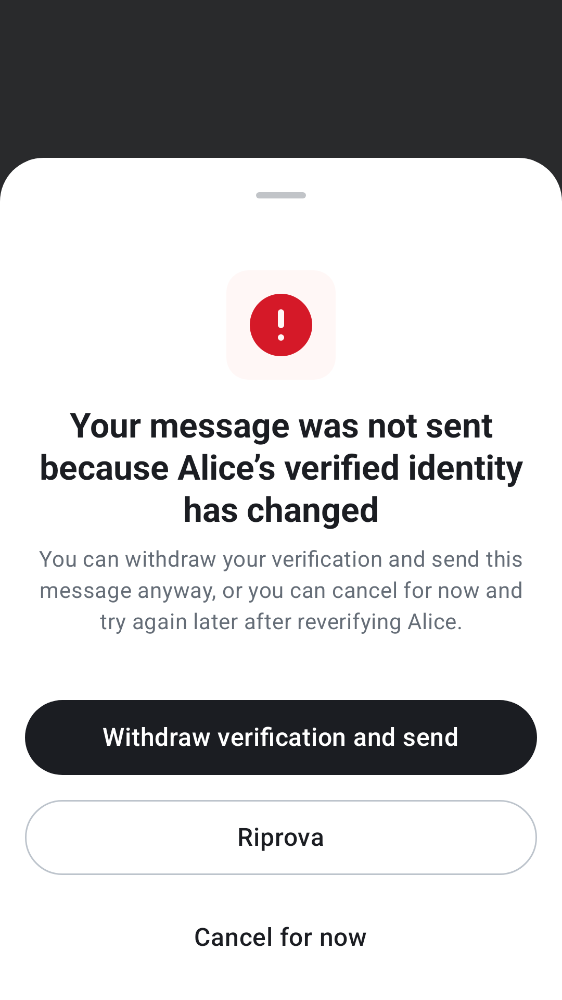 Your message was not sent
because Alice’s verified identity
has changed
You can withdraw your verification and send this
message anyway, or you can cancel for now and
try again later after reverifying Alice.
Withdraw verification and send
Riprova
Cancel for now